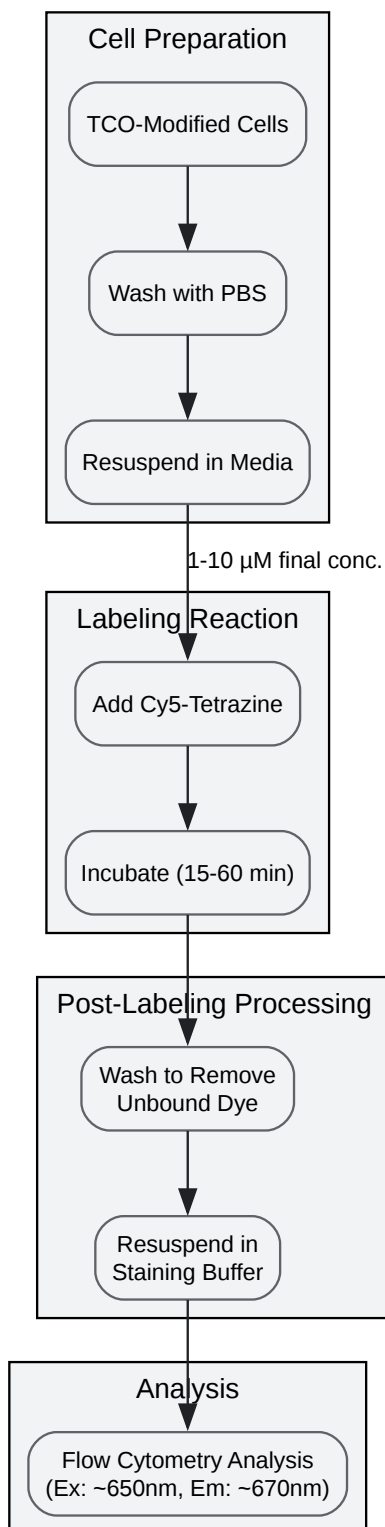 Cell Preparation
TCO-Modified Cells
Wash with PBS
Resuspend in Media
1-10 µM final conc.
Labeling Reaction
Add Cy5-Tetrazine
Incubate (15-60 min)
Post-Labeling Processing
Wash to Remove
Unbound Dye
Resuspend in
Staining Buffer
Analysis
Flow Cytometry Analysis
(Ex: ~650nm, Em: ~670nm)